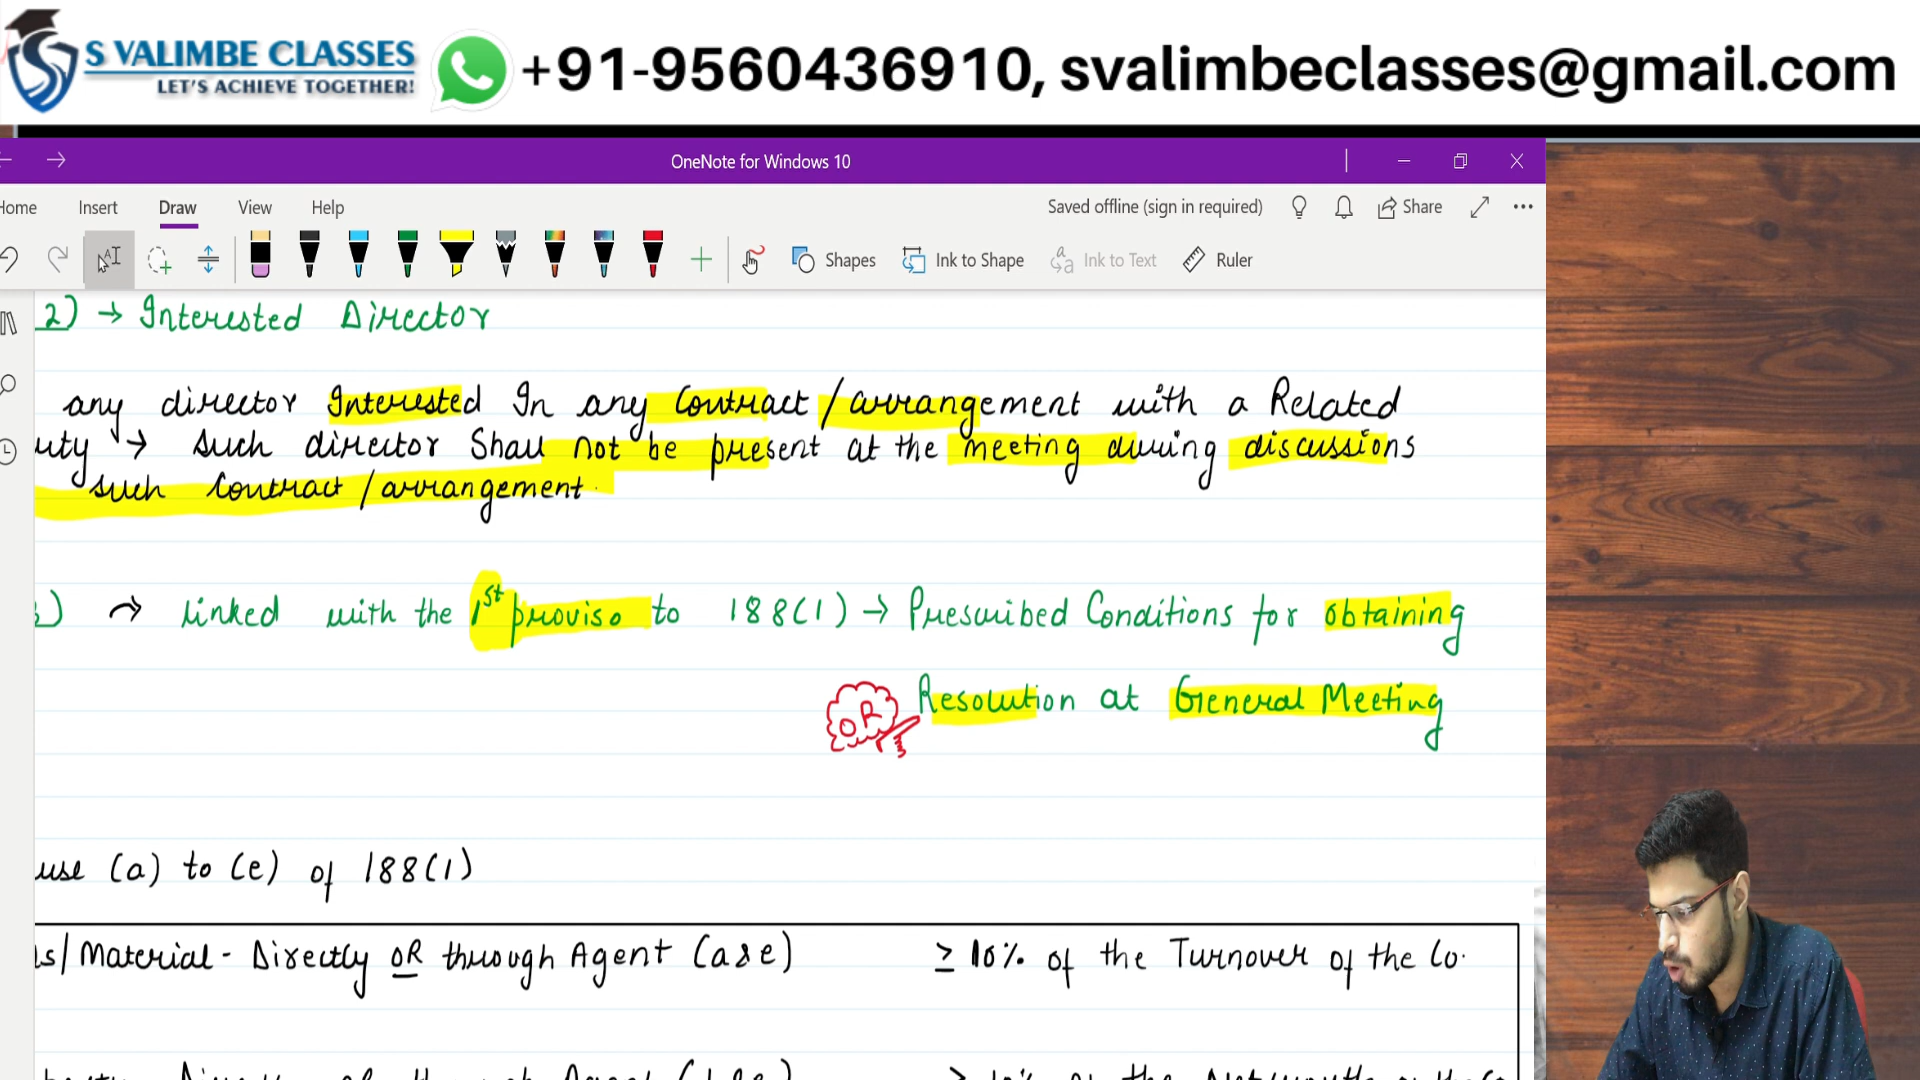 S VALIMBE CLASSES
LET'S ACHIEVE TOGETHER!
+91-9560436910, svalimbeclasses@gmail.com
OneNote for Windows 10
Home Insert Draw View Help
Saved offline (sign in required) Share
Shapes Ink to Shape Ink to Text Ruler
2) → Interested Director
any director Interested In any Contract / arrangement with a Related
uty → such director Shall not be present at the meeting during discussions
such Contract / arrangement.
→ linked with the 1st proviso to 188(1) → Prescribed Conditions for obtaining
OR Resolution at General Meeting
use (a) to (e) of 188(1)
s / Material - Directly OR through Agent (a & e) ≥ 10% of the Turnover of the Co.